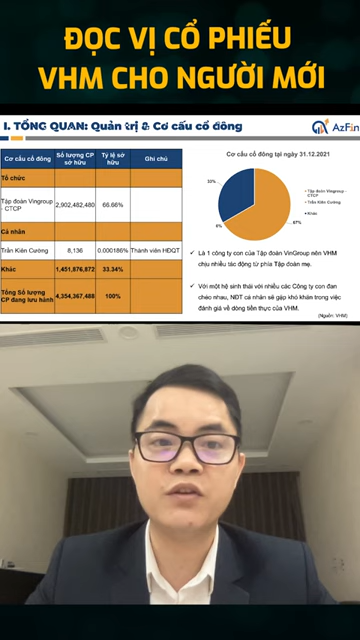 ĐỌC VỊ CỔ PHIẾU
VHM CHO NGƯỜI MỚI
I. TỔNG QUAN: Quản trị & Cơ cấu cổ đông
AzFin
Cơ cấu cổ đông
Số lượng CP sở hữu
Tỷ lệ sở hữu
Ghi chú
Tổ chức
Tập đoàn Vingroup - CTCP
2,902,482,480
66.66%
Cá nhân
Trần Kiên Cường
8,136
0.000186%
Thành viên HĐQT
Khác
1,451,876,872
33.34%
Tổng Số lượng CP đang lưu hành
4,354,367,488
100%
Cơ cấu cổ đông tại ngày 31.12.2021
33%
0%
67%
Tập đoàn Vingroup - CTCP
Trần Kiên Cường
Khác
Là 1 công ty con của Tập đoàn VinGroup nên VHM
chịu nhiều tác động từ phía Tập đoàn mẹ.
Với một hệ sinh thái với nhiều các Công ty con đan
chéo nhau, NĐT cá nhân sẽ gặp khó khăn trong việc
đánh giá về dòng tiền thực của VHM.
(Nguồn: VHM)